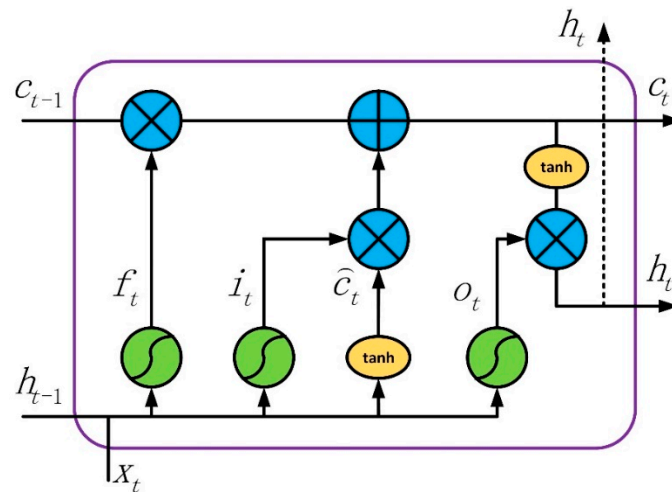 h_t
c_{t-1}
c_t
tanh
f_t
i_t
ĉ_t
o_t
h_t
tanh
h_{t-1}
x_t